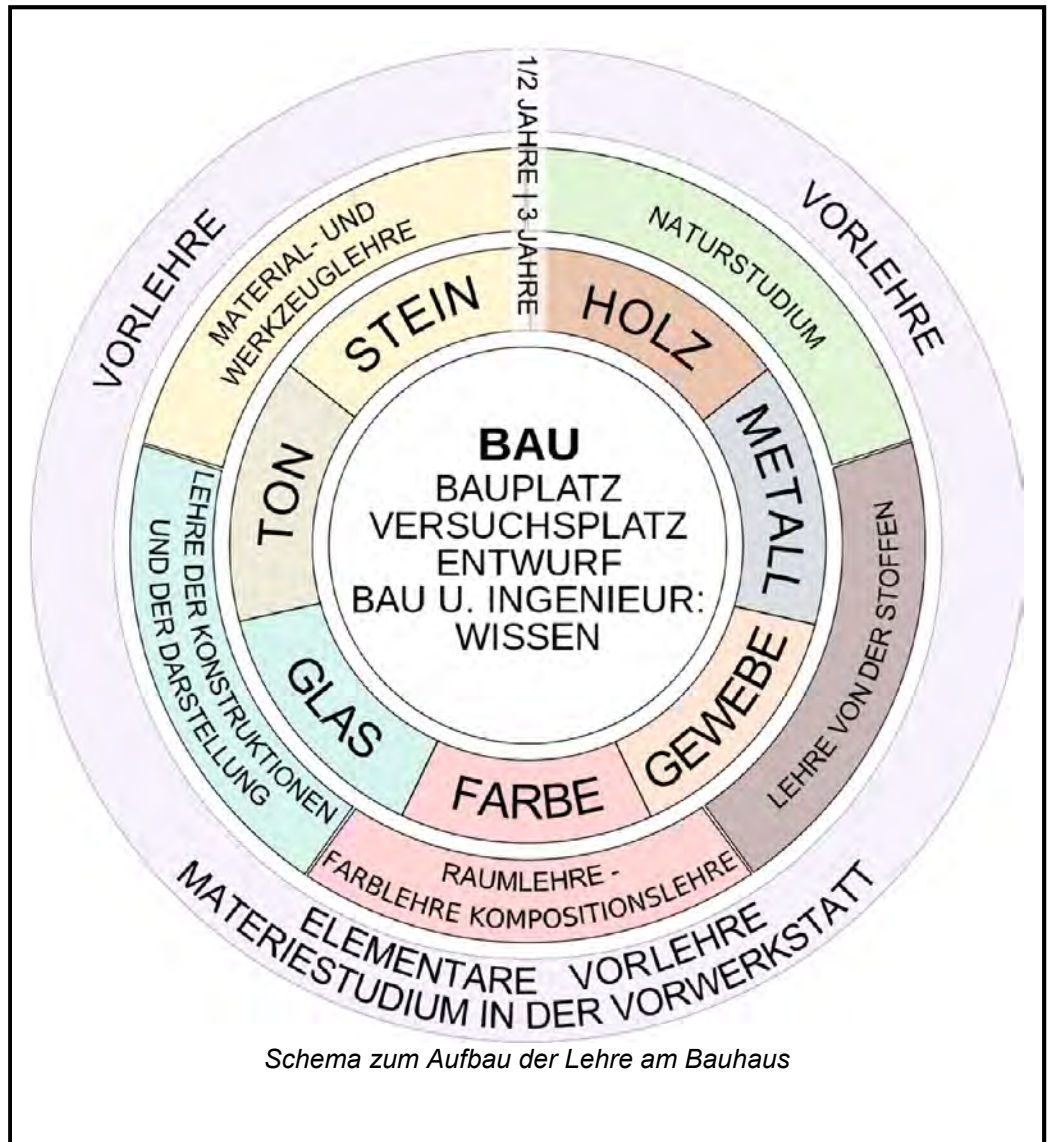 1/2 JAHRE | 3 JAHRE
VORLEHRE
VORLEHRE
ELEMENTARE VORLEHRE
MATERIESTUDIUM IN DER VORWERKSTATT
MATERIAL- UND
WERKZEUGLEHRE
NATURSTUDIUM
LEHRE VON DER STOFFEN
RAUMLEHRE -
FARBLEHRE KOMPOSITIONSLEHRE
LEHRE DER KONSTRUKTIONEN
UND DER DARSTELLUNG
STEIN
HOLZ
METALL
GEWEBE
FARBE
GLAS
TON
BAU
BAUPLATZ
VERSUCHSPLATZ
ENTWURF
BAU U. INGENIEUR:
WISSEN
Schema zum Aufbau der Lehre am Bauhaus